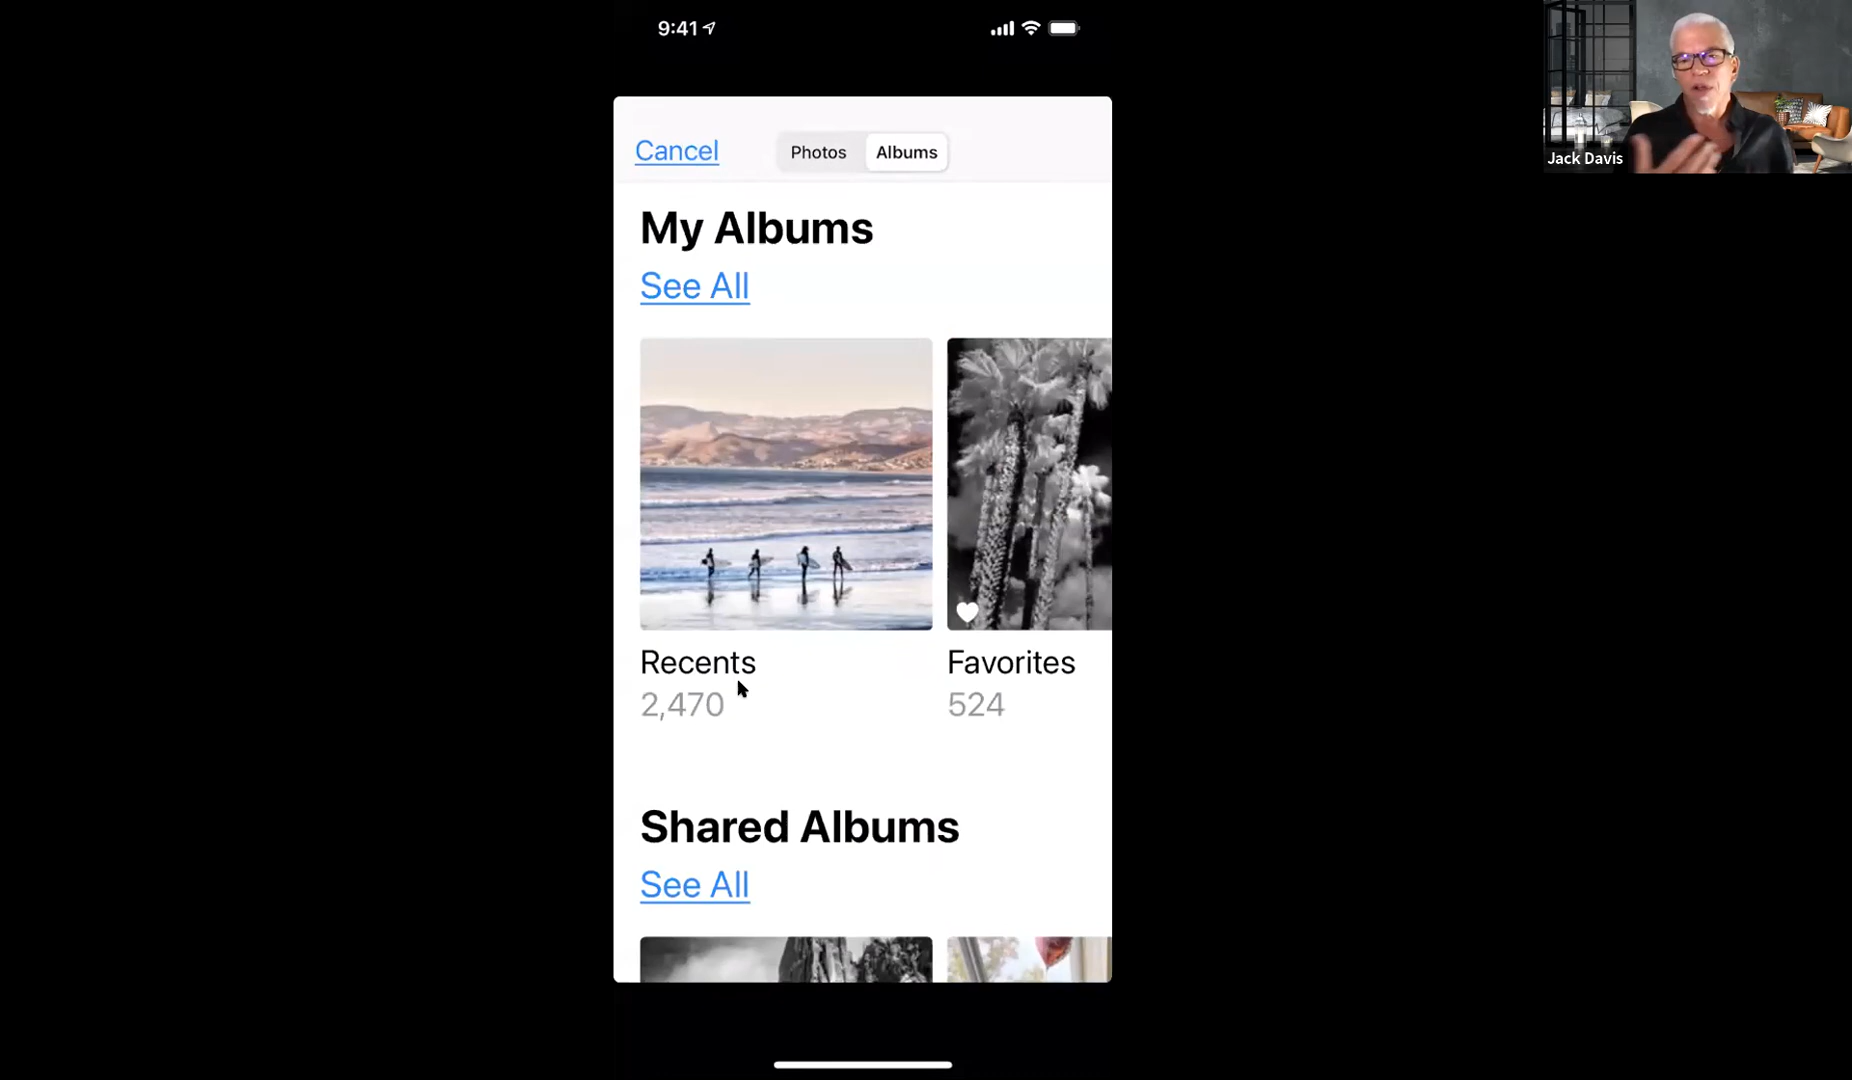 9:41
Cancel
Photos
Albums
My Albums
See All
Recents
2,470
Favorites
524
Shared Albums
See All
Jack Davis